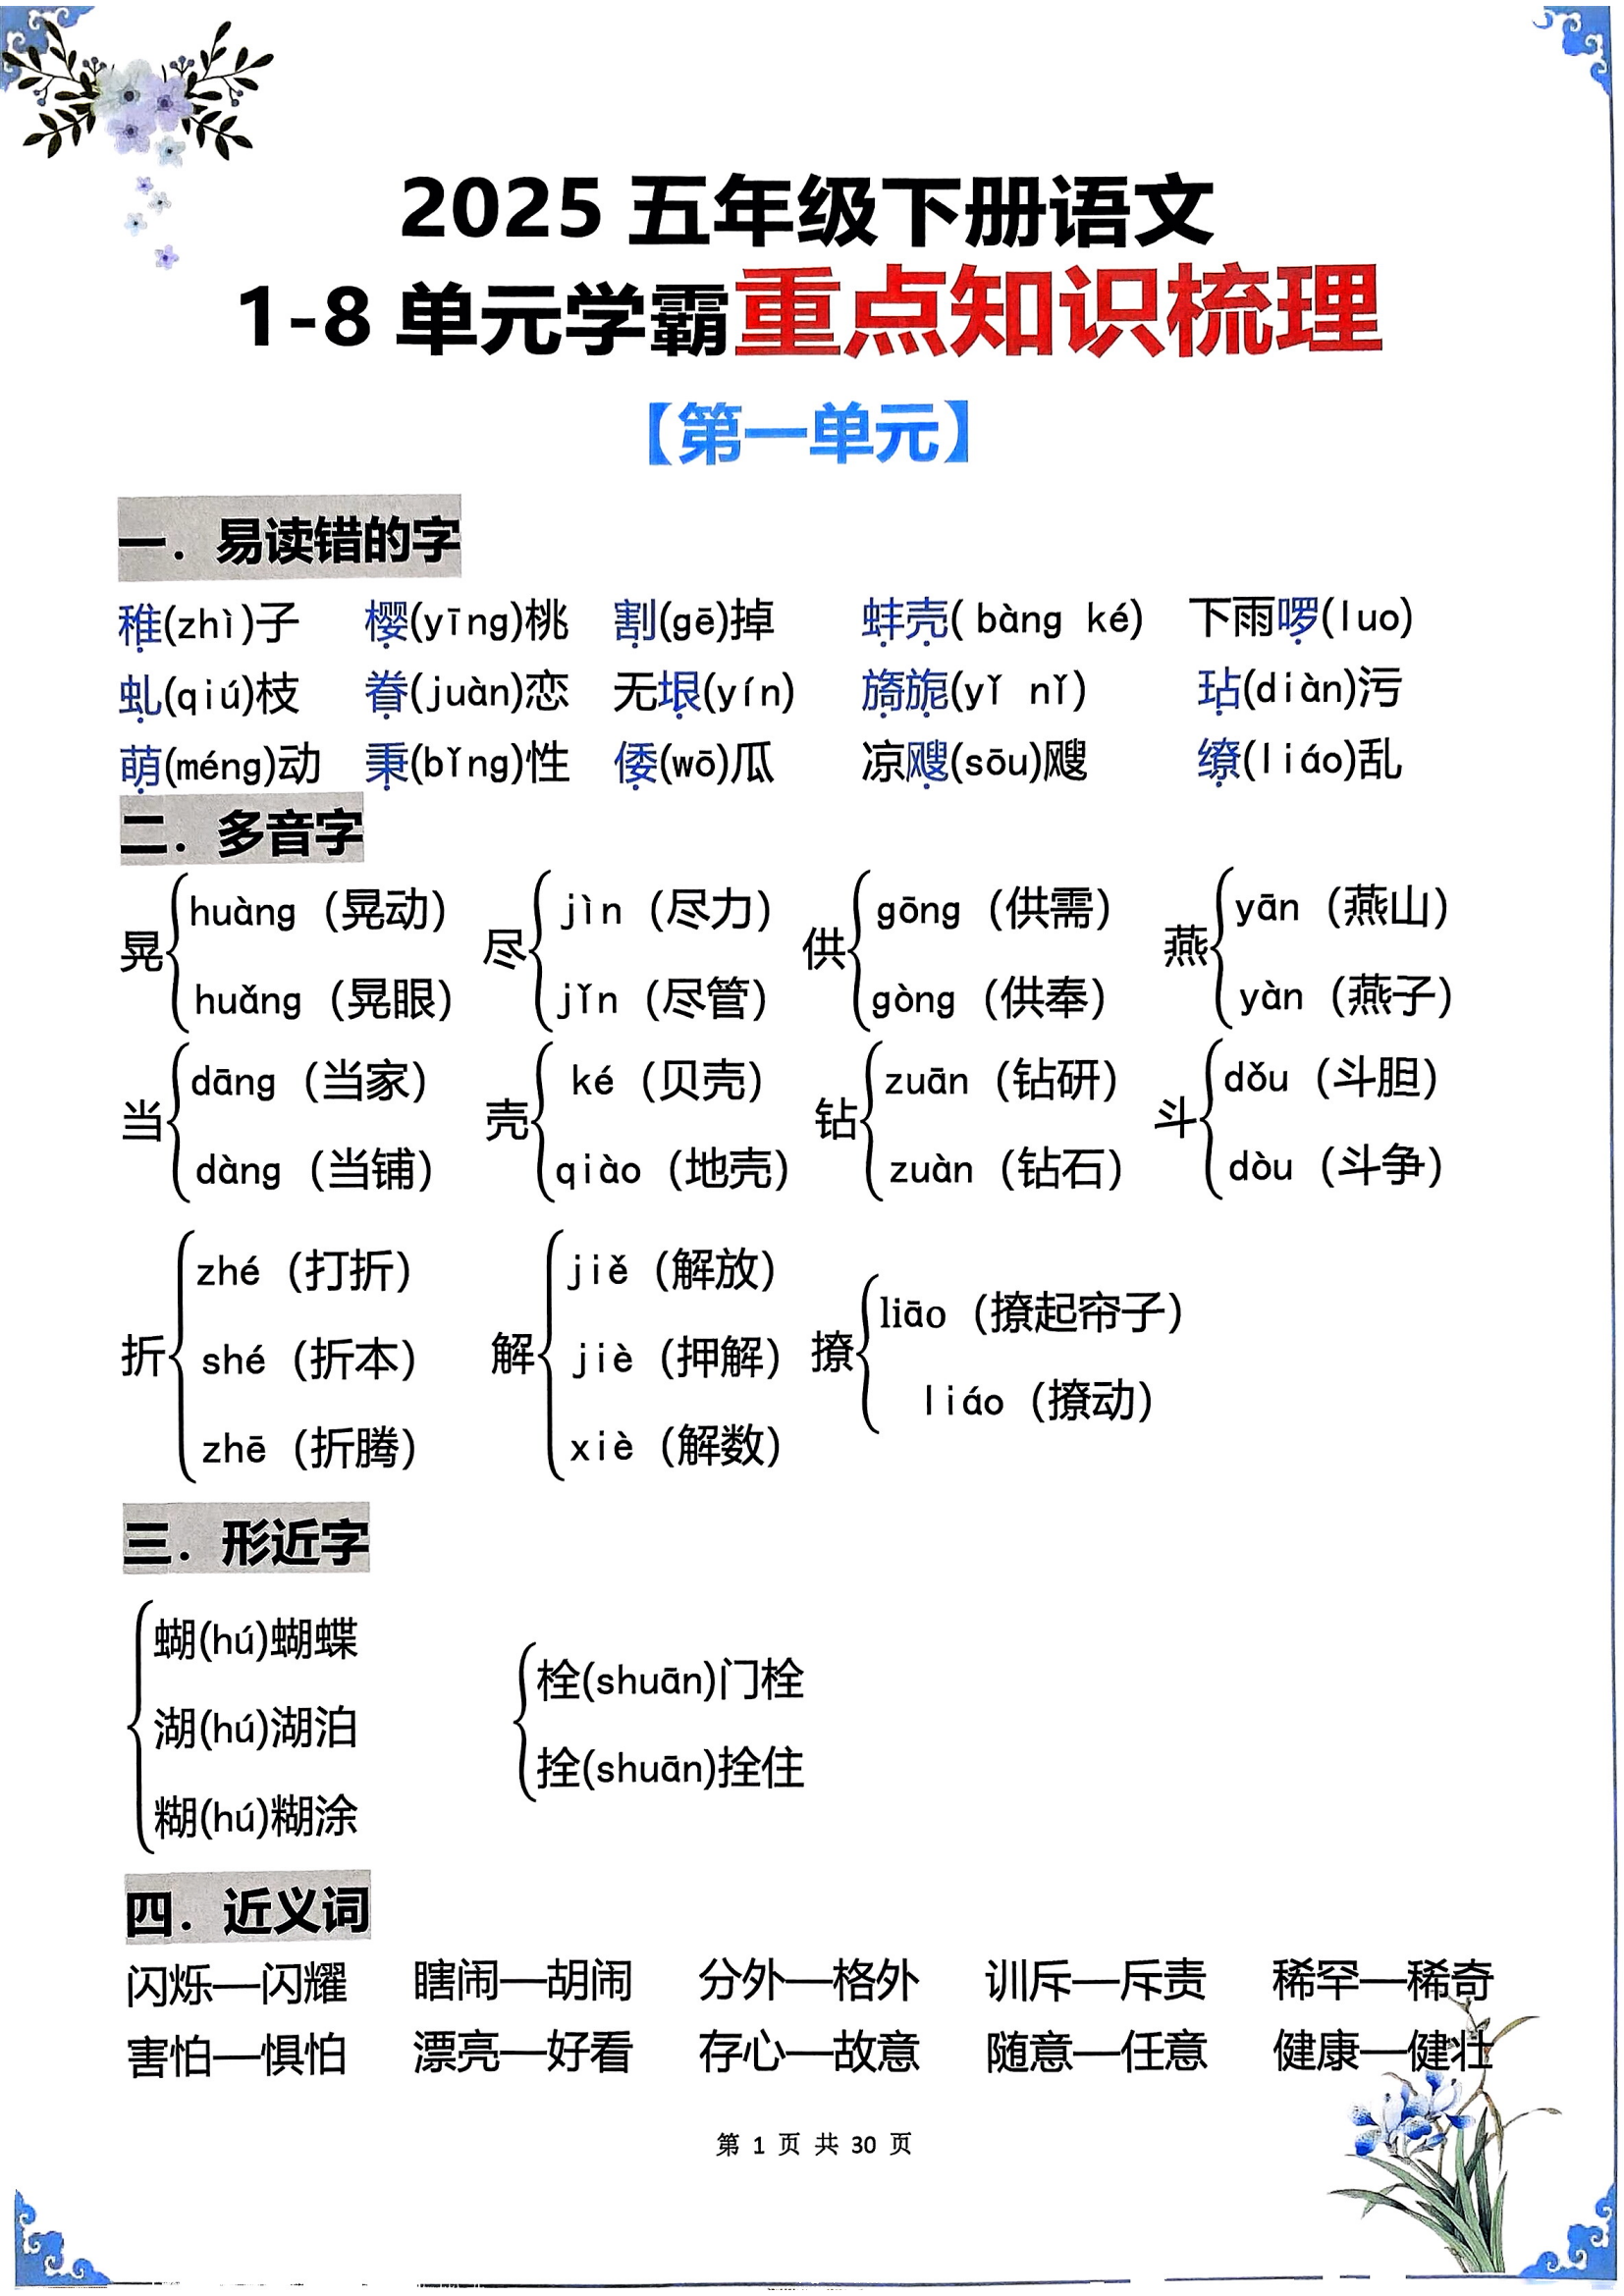 2025 五年级下册语文
1-8 单元学霸重点知识梳理
【第一单元】
一. 易读错的字
稚(zhì)子 樱(yīng)桃 割(gē)掉 蚌壳( bàng ké) 下雨啰(luo)
虬(qiú)枝 眷(juàn)恋 无垠(yín) 旖旎(yǐ nǐ) 玷(diàn)污
萌(méng)动 秉(bǐng)性 倭(wō)瓜 凉飕(sōu)飕 缭(liáo)乱
二. 多音字
晃
huàng（晃动）
huǎng（晃眼）
尽
jìn（尽力）
jǐn（尽管）
供
gōng（供需）
gòng（供奉）
燕
yān（燕山）
yàn（燕子）
当
dāng（当家）
dàng（当铺）
壳
ké（贝壳）
qiào（地壳）
钻
zuān（钻研）
zuàn（钻石）
斗
dǒu（斗胆）
dòu（斗争）
折
zhé（打折）
shé（折本）
zhē（折腾）
解
jiě（解放）
jiè（押解）
xiè（解数）
撩
liāo（撩起帘子）
liáo（撩动）
三. 形近字
蝴(hú)蝴蝶
湖(hú)湖泊
糊(hú)糊涂
栓(shuān)门栓
拴(shuān)拴住
四. 近义词
闪烁—闪耀 瞎闹—胡闹 分外—格外 训斥—斥责 稀罕—稀奇
害怕—惧怕 漂亮—好看 存心—故意 随意—任意 健康—健壮
第 1 页 共 30 页